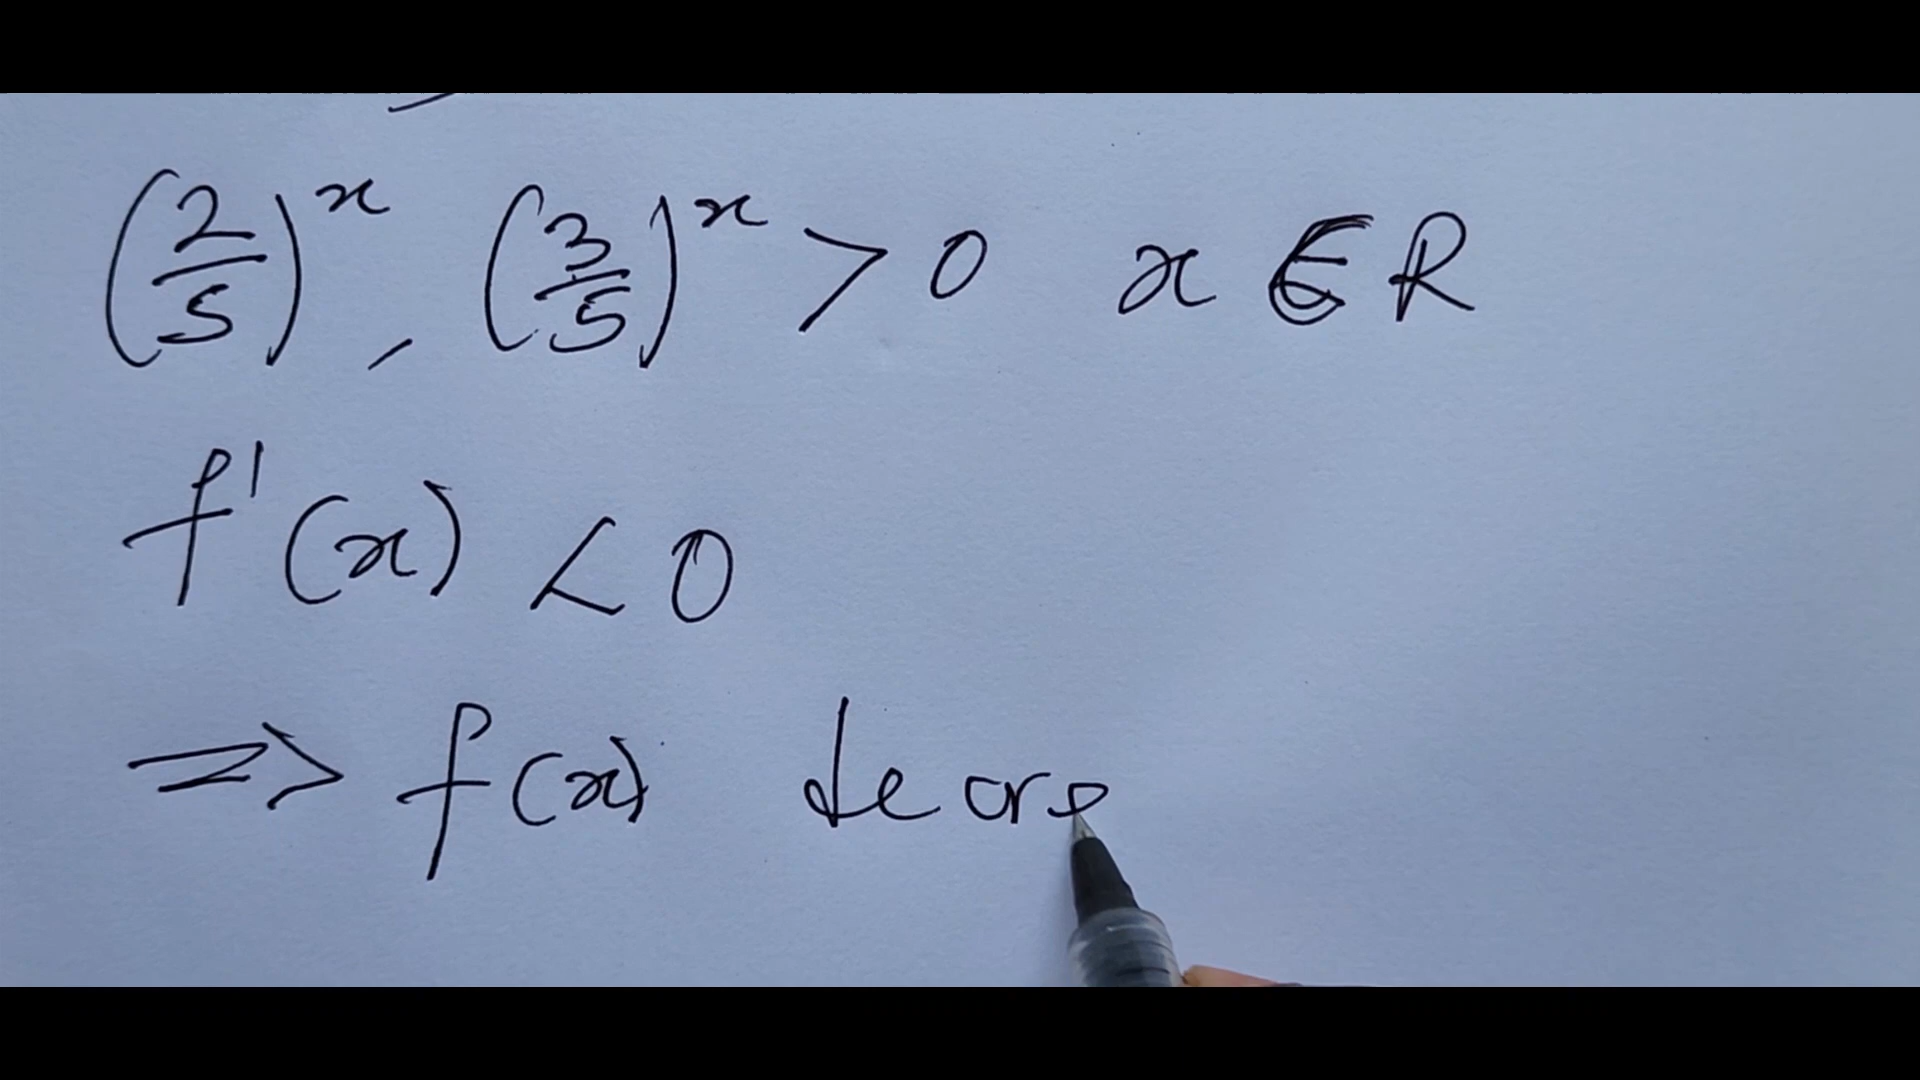 (2/5)^x, (3/5)^x > 0 x ∈ R
f'(x) < 0
=> f(x) decre